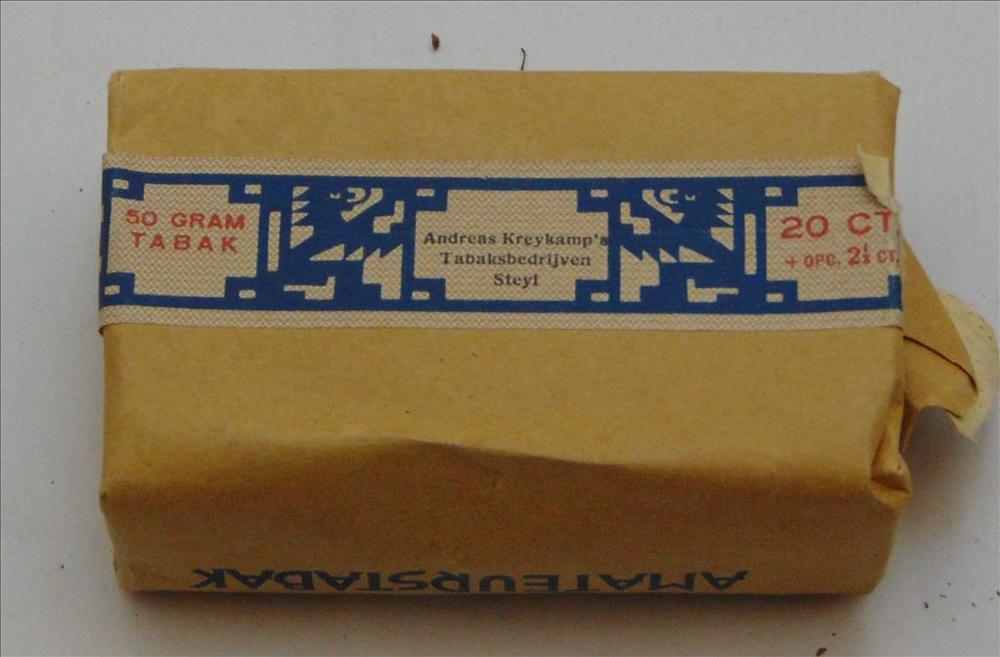 50 GRAM
TABAK
Andreas Kreykamp's
Tabaksbedrijven
Steyl
20 CT
+ OPC. 2½ CT.
AMATEURSTABAK